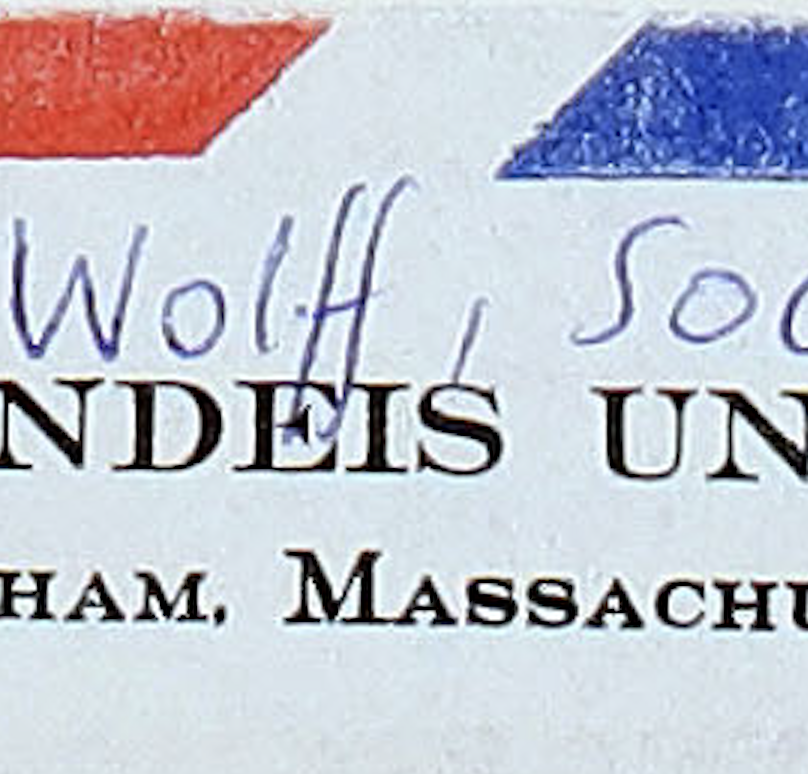 Wolff, Soc
NDEIS UN
HAM, MASSACHU